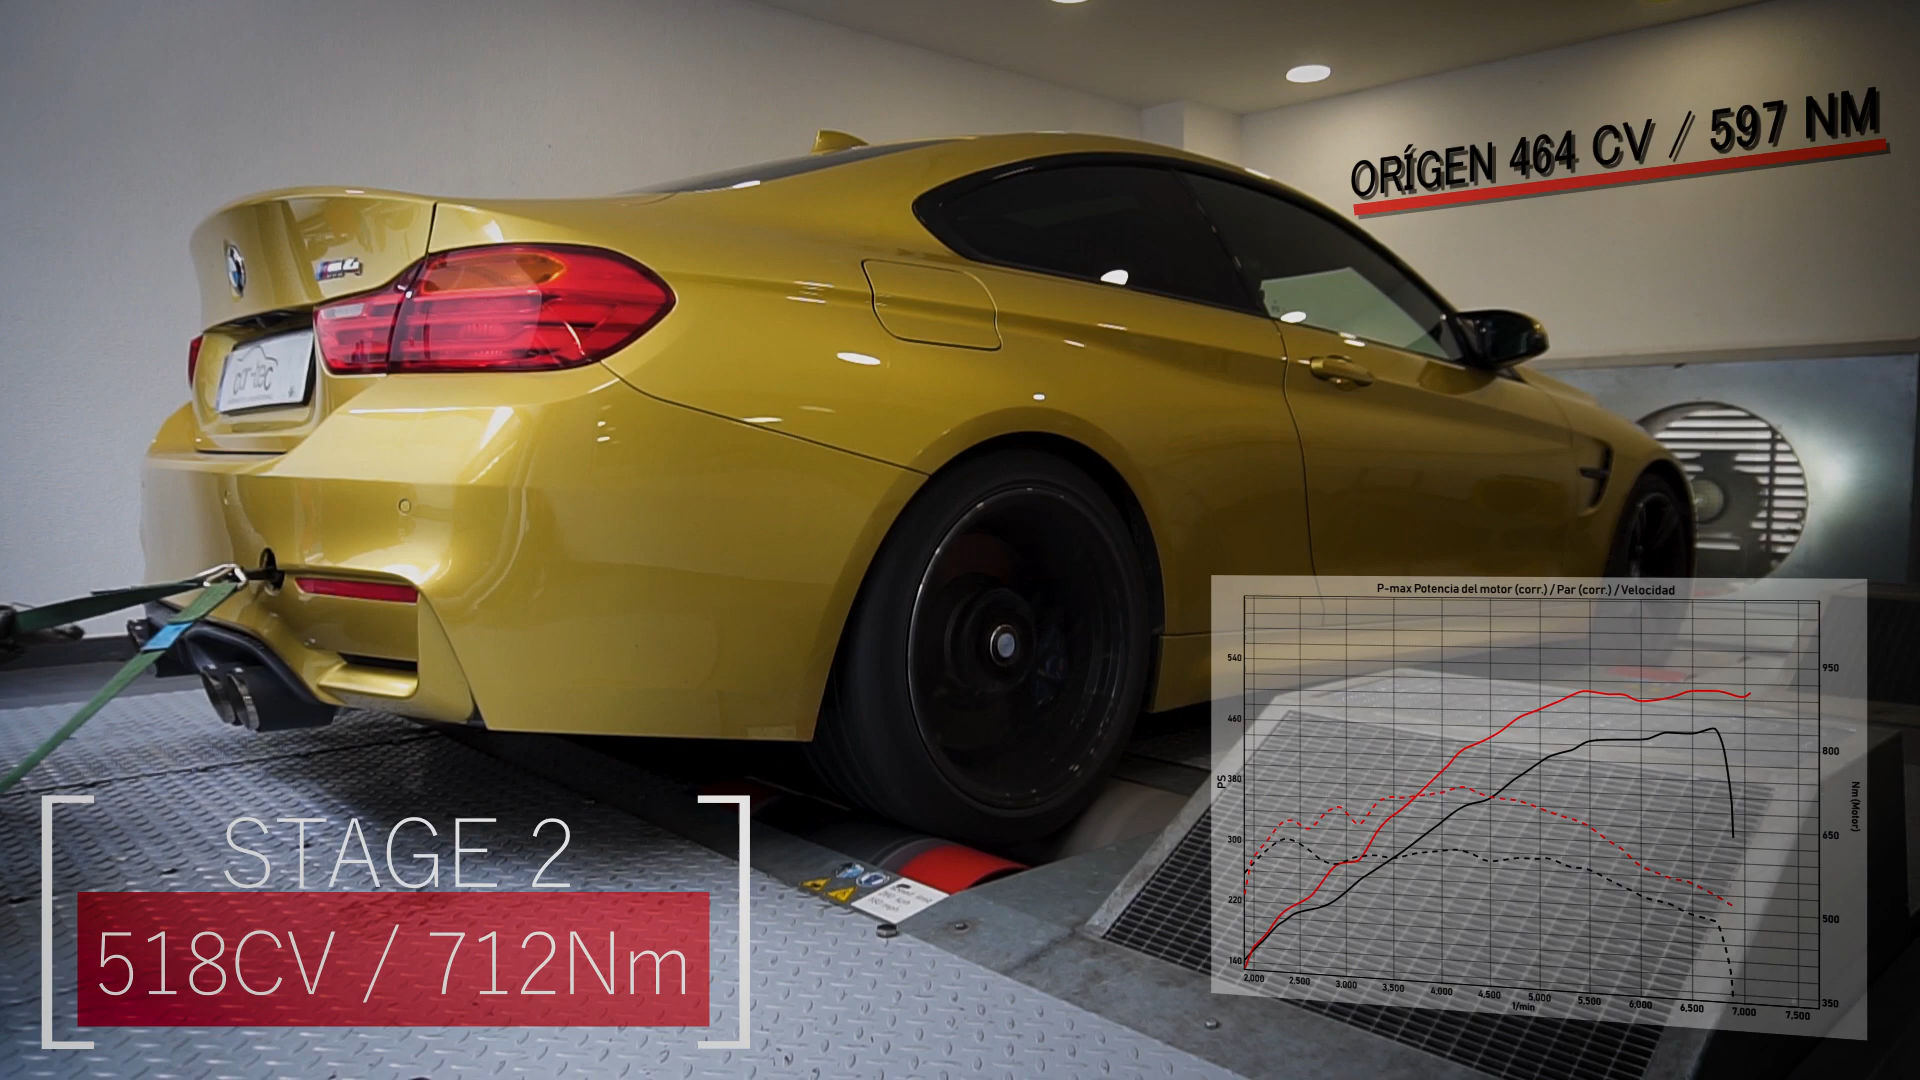 ORÍGEN 464 CV / 597 NM
M4
car-tec
STAGE 2
518CV / 712Nm
P-max Potencia del motor (corr.) / Par (corr.) / Velocidad
540
460
380
300
220
140
PS
950
800
650
500
350
Nm (Motor)
2,000 2,500 3,000 3,500 4,000 4,500 5,000 5,500 6,000 6,500 7,000 7,500
1/min